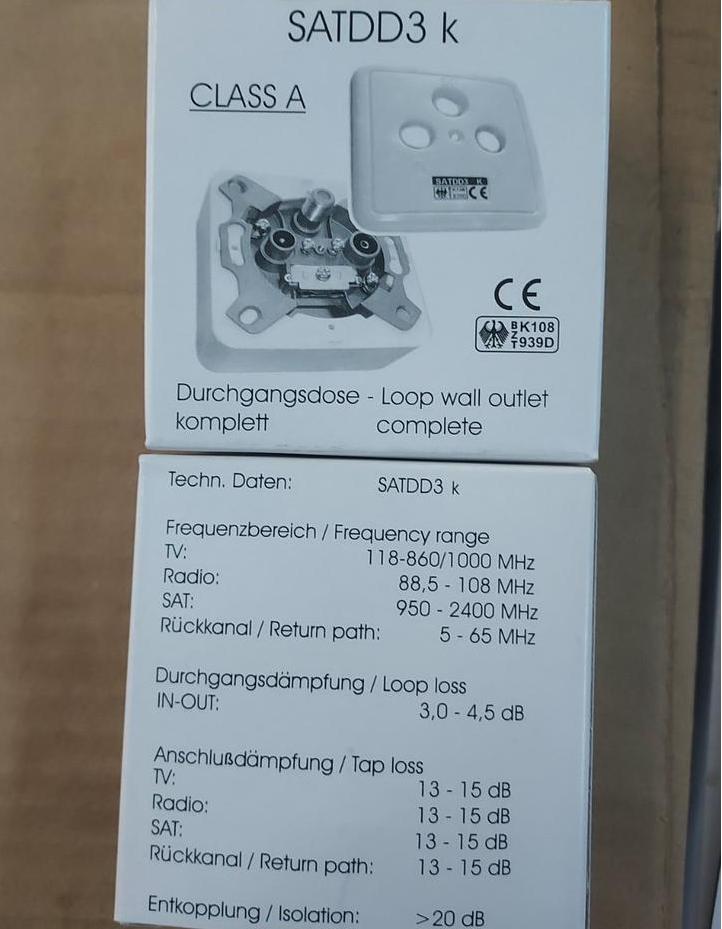 SATDD3 k
CLASS A
SATDD3 K
CE
CE
BZT K108
939D
Durchgangsdose - Loop wall outlet
komplett complete
Techn. Daten: SATDD3 k
Frequenzbereich / Frequency range
TV: 118-860/1000 MHz
Radio: 88,5 - 108 MHz
SAT: 950 - 2400 MHz
Rückkanal / Return path: 5 - 65 MHz
Durchgangsdämpfung / Loop loss
IN-OUT: 3,0 - 4,5 dB
Anschlußdämpfung / Tap loss
TV: 13 - 15 dB
Radio: 13 - 15 dB
SAT: 13 - 15 dB
Rückkanal / Return path: 13 - 15 dB
Entkopplung / Isolation: >20 dB